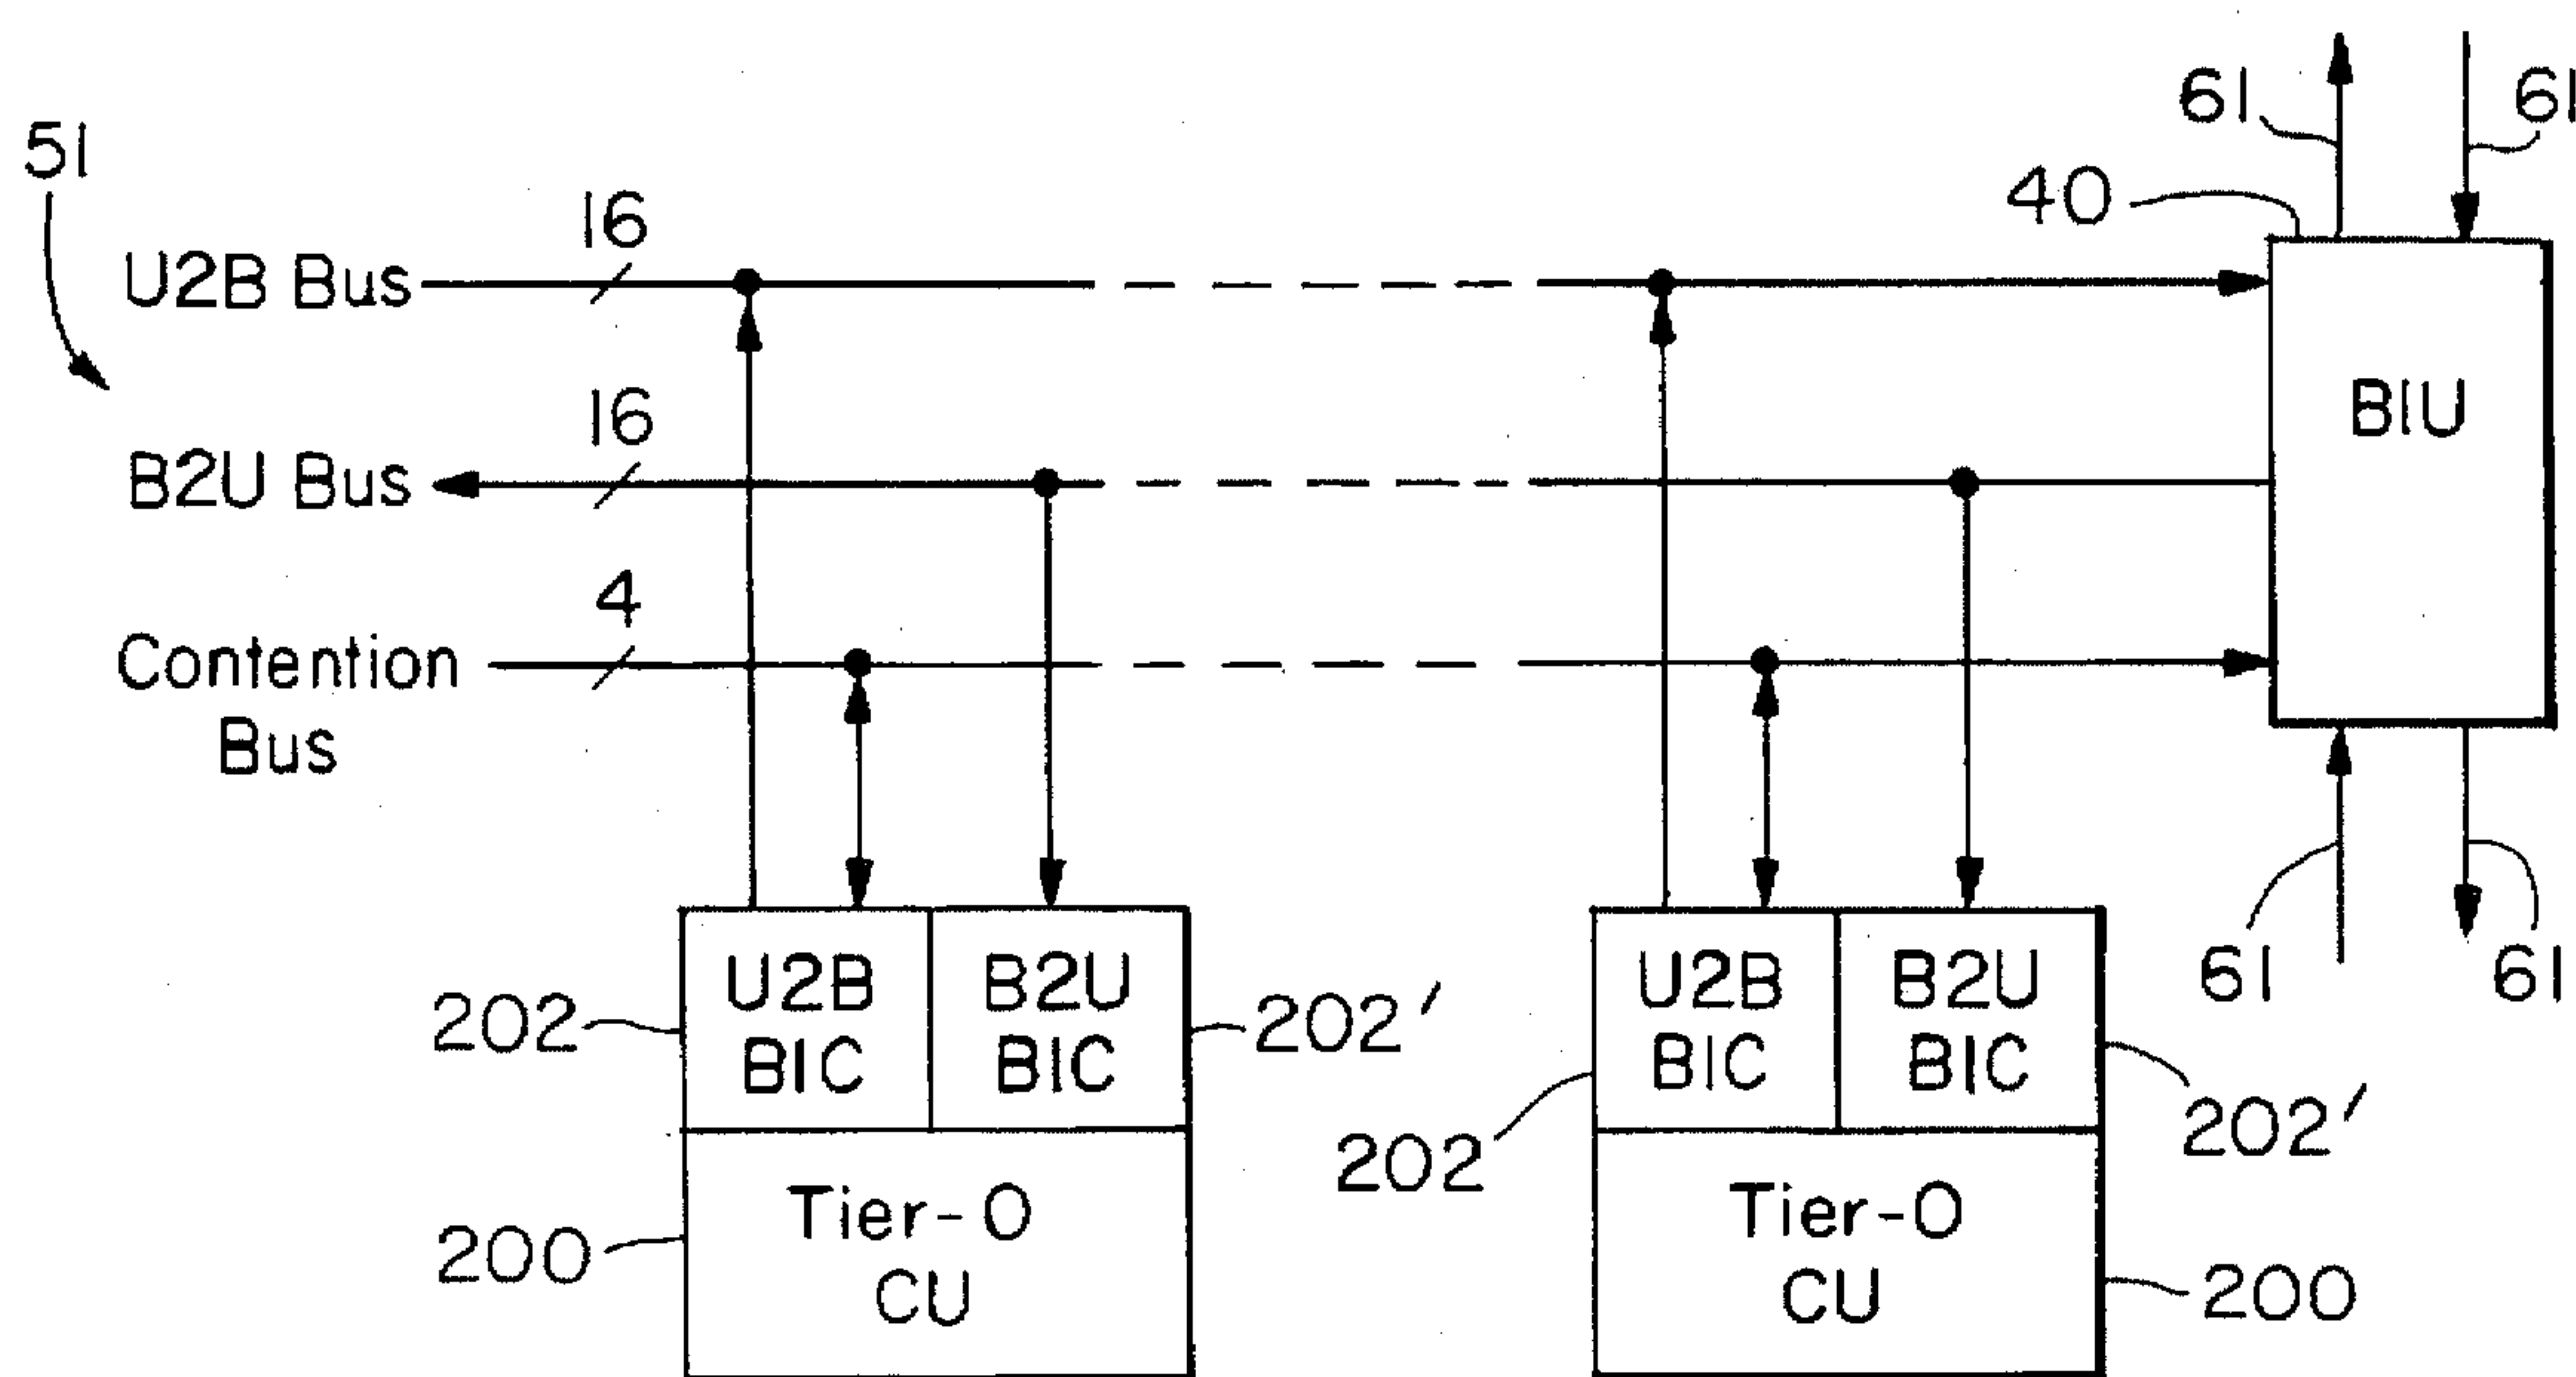 61
61
51
40
16
U2B Bus
BIU
16
B2U Bus
4
Contention
Bus
61
61
U2B
BIC
B2U
BIC
202
202'
U2B
BIC
B2U
BIC
202
202'
Tier-0
CU
200
Tier-0
CU
200